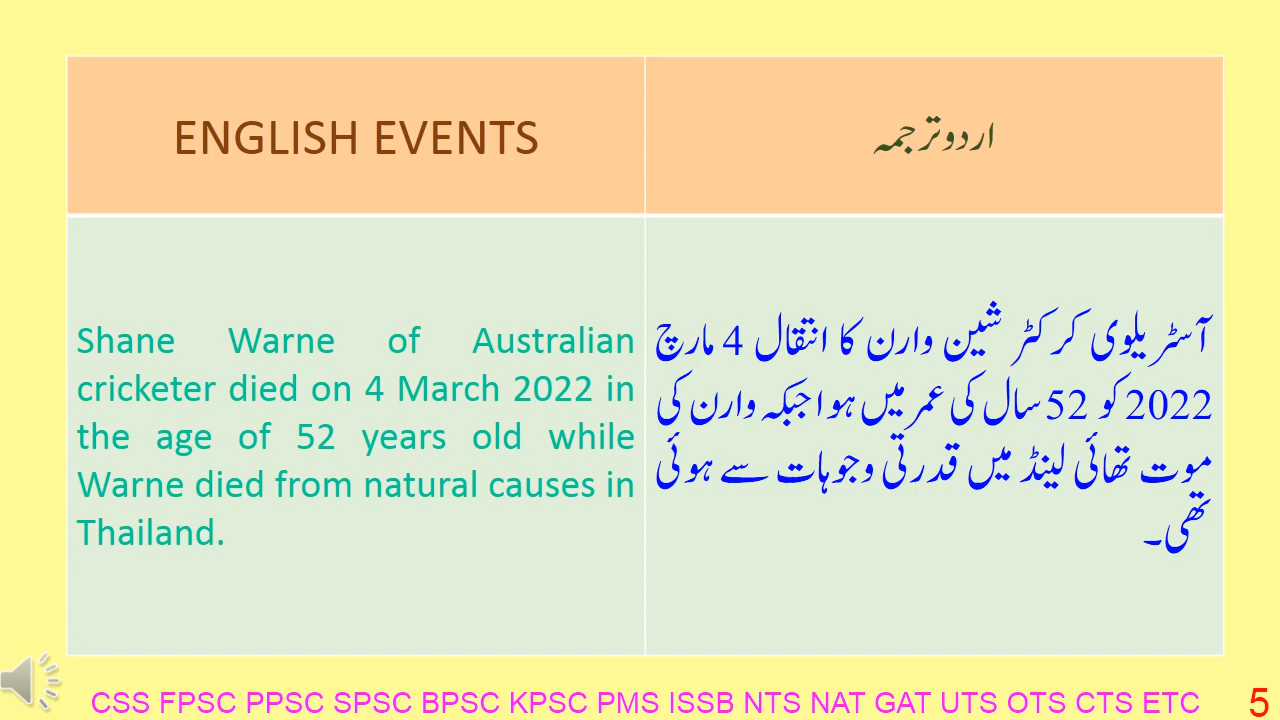 ENGLISH EVENTS
اردو ترجمہ
Shane Warne of Australian
cricketer died on 4 March 2022 in
the age of 52 years old while
Warne died from natural causes in
Thailand.
آسٹریلوی کرکٹر شین وارن کا انتقال 4 مارچ
2022 کو 52 سال کی عمر میں ہوا جبکہ وارن کی
موت تھائی لینڈ میں قدرتی وجوہات سے ہوئی
تھی۔
CSS FPSC PPSC SPSC BPSC KPSC PMS ISSB NTS NAT GAT UTS OTS CTS ETC
5